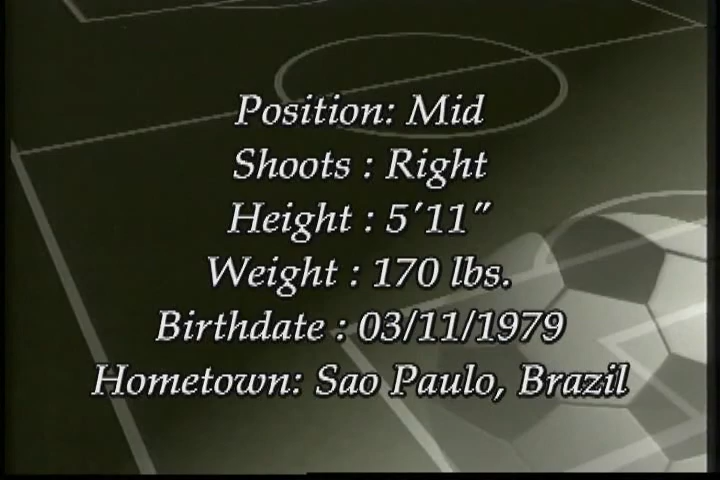 Position: Mid
Shoots : Right
Height : 5'11"
Weight : 170 lbs.
Birthdate : 03/11/1979
Hometown: Sao Paulo, Brazil